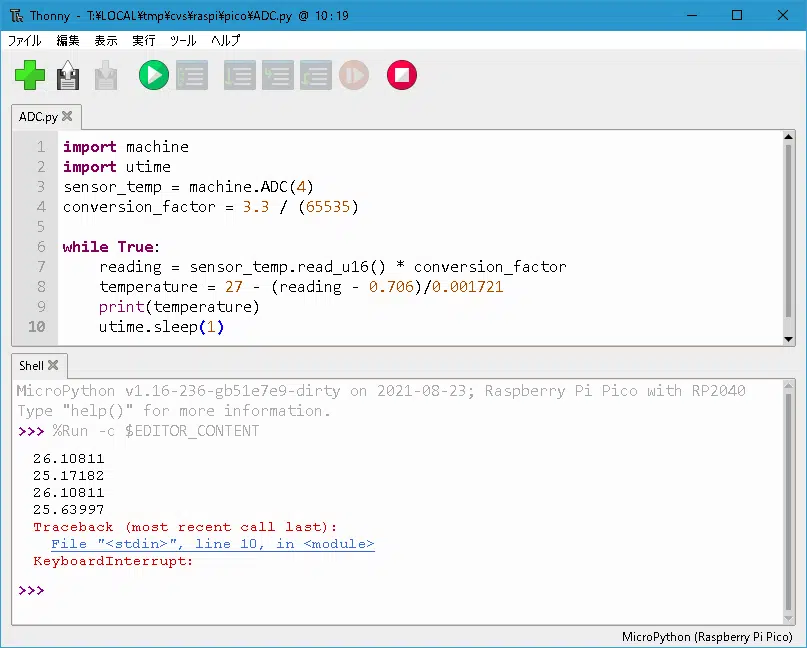 Thonny - T:¥LOCAL¥tmp¥cvs¥raspi¥pico¥ADC.py @ 10 : 19
ファイル 編集 表示 実行 ツール ヘルプ
ADC.py
1 import machine
2 import utime
3 sensor_temp = machine.ADC(4)
4 conversion_factor = 3.3 / (65535)
5
6 while True:
7     reading = sensor_temp.read_u16() * conversion_factor
8     temperature = 27 - (reading - 0.706)/0.001721
9     print(temperature)
10     utime.sleep(1)
Shell
MicroPython v1.16-236-gb51e7e9-dirty on 2021-08-23; Raspberry Pi Pico with RP2040
Type "help()" for more information.
>>> %Run -c $EDITOR_CONTENT
26.10811
25.17182
26.10811
25.63997
Traceback (most recent call last):
  File "<stdin>", line 10, in <module>
KeyboardInterrupt:
>>>
MicroPython (Raspberry Pi Pico)